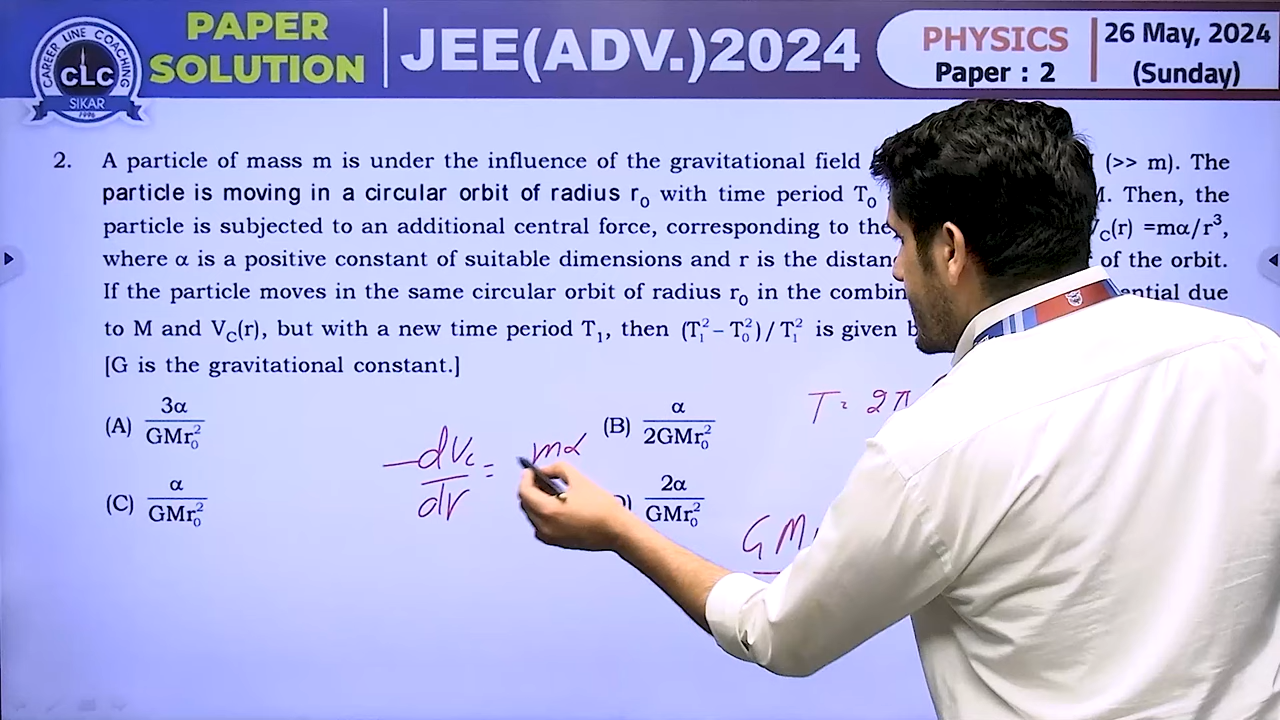 CAREER LINE COACHING
CLC
SIKAR
1996
PAPER
SOLUTION
JEE(ADV.)2024
PHYSICS
Paper : 2
26 May, 2024
(Sunday)
2. A particle of mass m is under the influence of the gravitational field (>> m). The
particle is moving in a circular orbit of radius r₀ with time period T₀ M. Then, the
particle is subjected to an additional central force, corresponding to the V_C(r) =mα/r³,
where α is a positive constant of suitable dimensions and r is the of the orbit.
If the particle moves in the same circular orbit of radius r₀ in the due
to M and V_C(r), but with a new time period T₁, then (T₁² – T₀²) / T₁² is given
[G is the gravitational constant.]
(A) 3α/GMr₀² (B) α/2GMr₀²
(C) α/GMr₀² 2α/GMr₀²
T = 2π
-dVc/dr = mα
GM